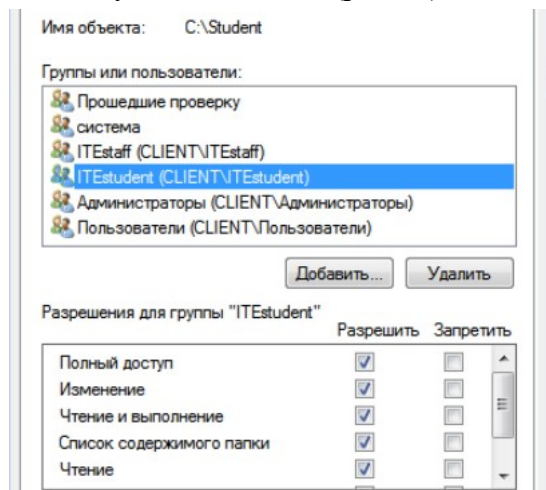 Имя объекта: C:\Student
Группы или пользователи:
Прошедшие проверку
система
ITEstaff (CLIENT\ITEstaff)
ITEstudent (CLIENT\ITEstudent)
Администраторы (CLIENT\Администраторы)
Пользователи (CLIENT\Пользователи)
Добавить... Удалить
Разрешения для группы "ITEstudent"
Разрешить Запретить
Полный доступ
Изменение
Чтение и выполнение
Список содержимого папки
Чтение